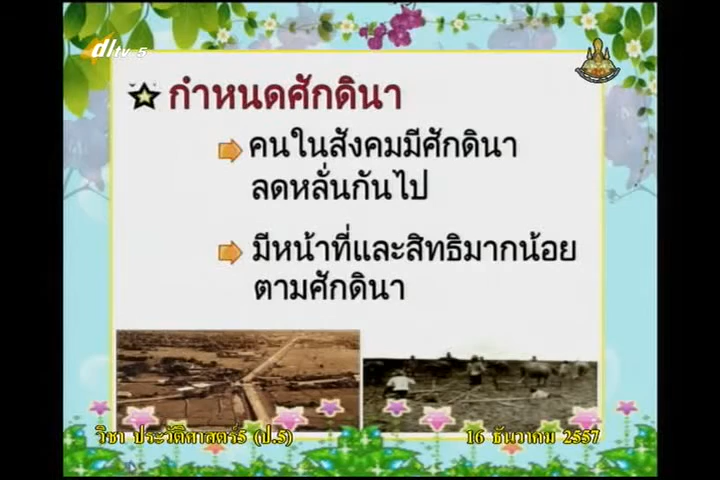 dltv 5
กำหนดศักดินา
คนในสังคมมีศักดินา
ลดหลั่นกันไป
มีหน้าที่และสิทธิมากน้อย
ตามศักดินา
วิชา ประวัติศาสตร์5 (ป.5)
16 ธันวาคม 2557